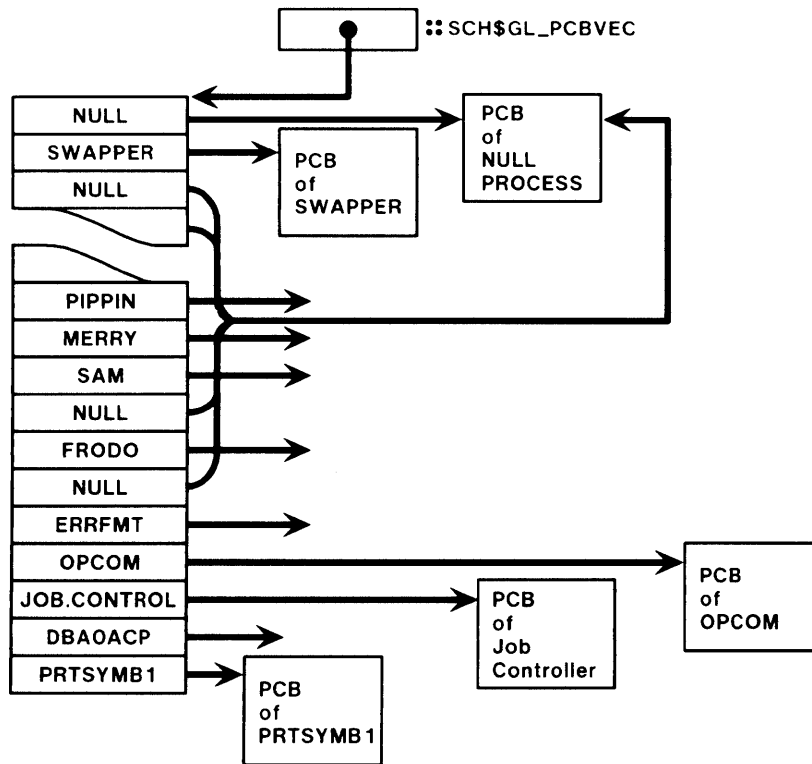 :: SCH$GL_PCBVEC
NULL
SWAPPER
NULL
PCB
of
NULL
PROCESS
PCB
of
SWAPPER
PIPPIN
MERRY
SAM
NULL
FRODO
NULL
ERRFMT
OPCOM
JOB.CONTROL
DBA0ACP
PRTSYMB1
PCB
of
OPCOM
PCB
of
Job
Controller
PCB
of
PRTSYMB1